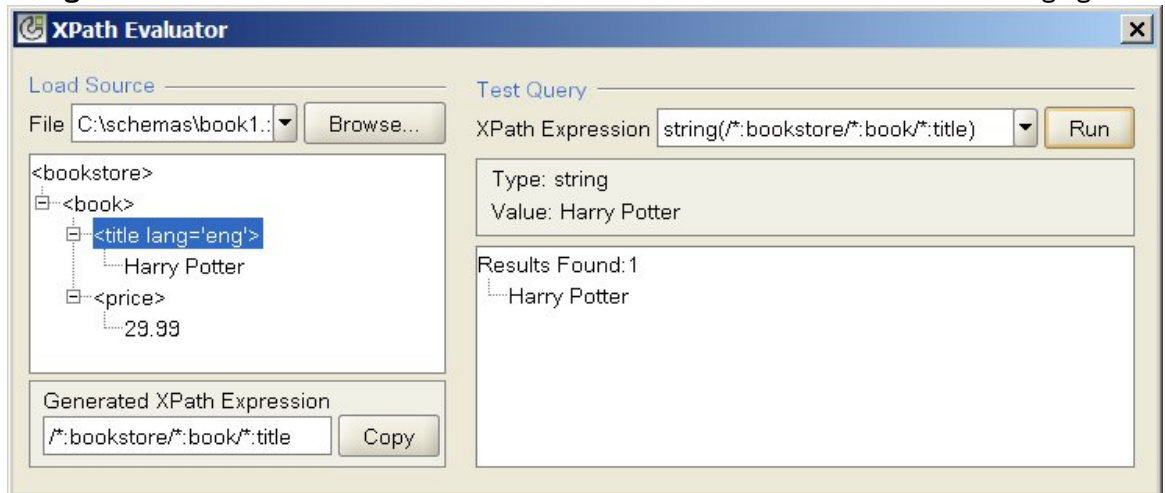 XPath Evaluator
Load Source
File C:\schemas\book1.: Browse...
<bookstore>
<book>
<title lang='eng'>
Harry Potter
<price>
29.99
Generated XPath Expression
/*:bookstore/*:book/*:title Copy
Test Query
XPath Expression string(/*:bookstore/*:book/*:title) Run
Type: string
Value: Harry Potter
Results Found:1
Harry Potter